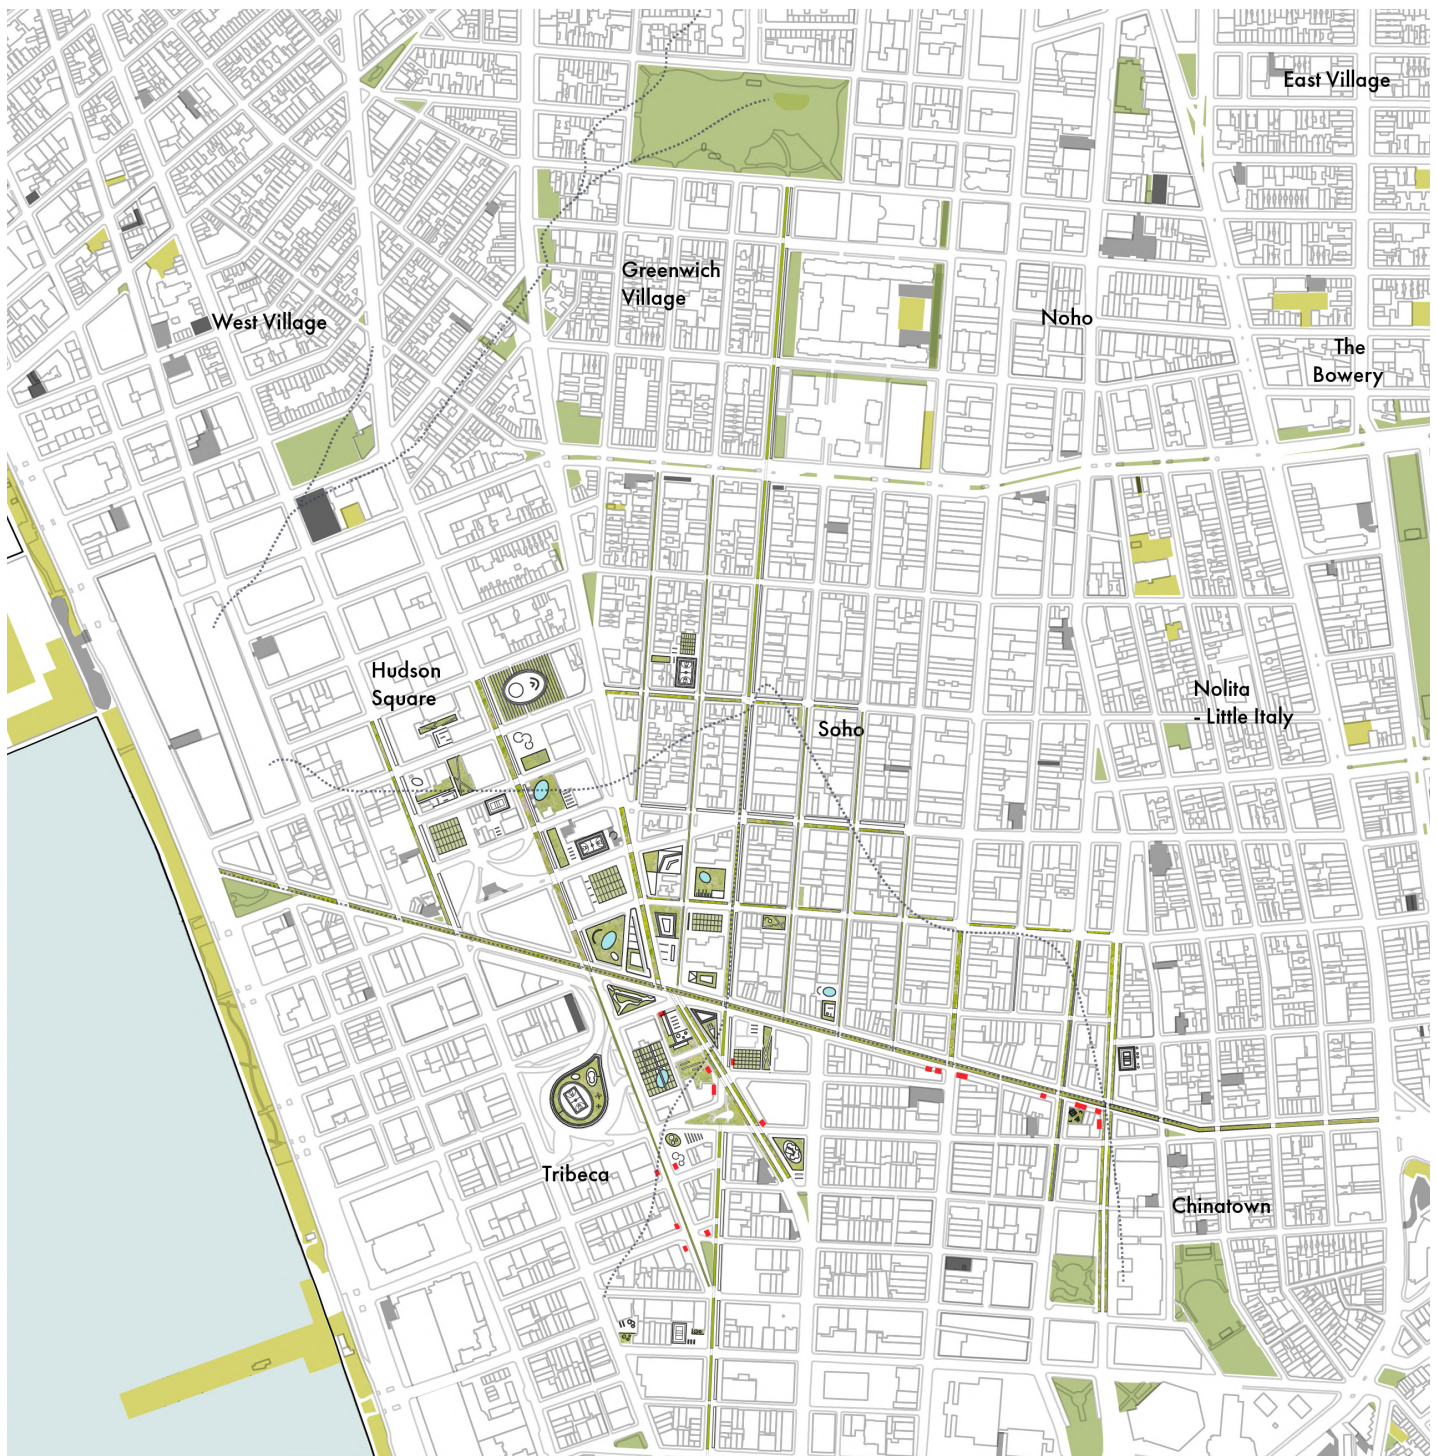 East Village
Greenwich
Village
West Village
Noho
The
Bowery
Hudson
Square
Nolita
- Little Italy
Soho
Tribeca
Chinatown